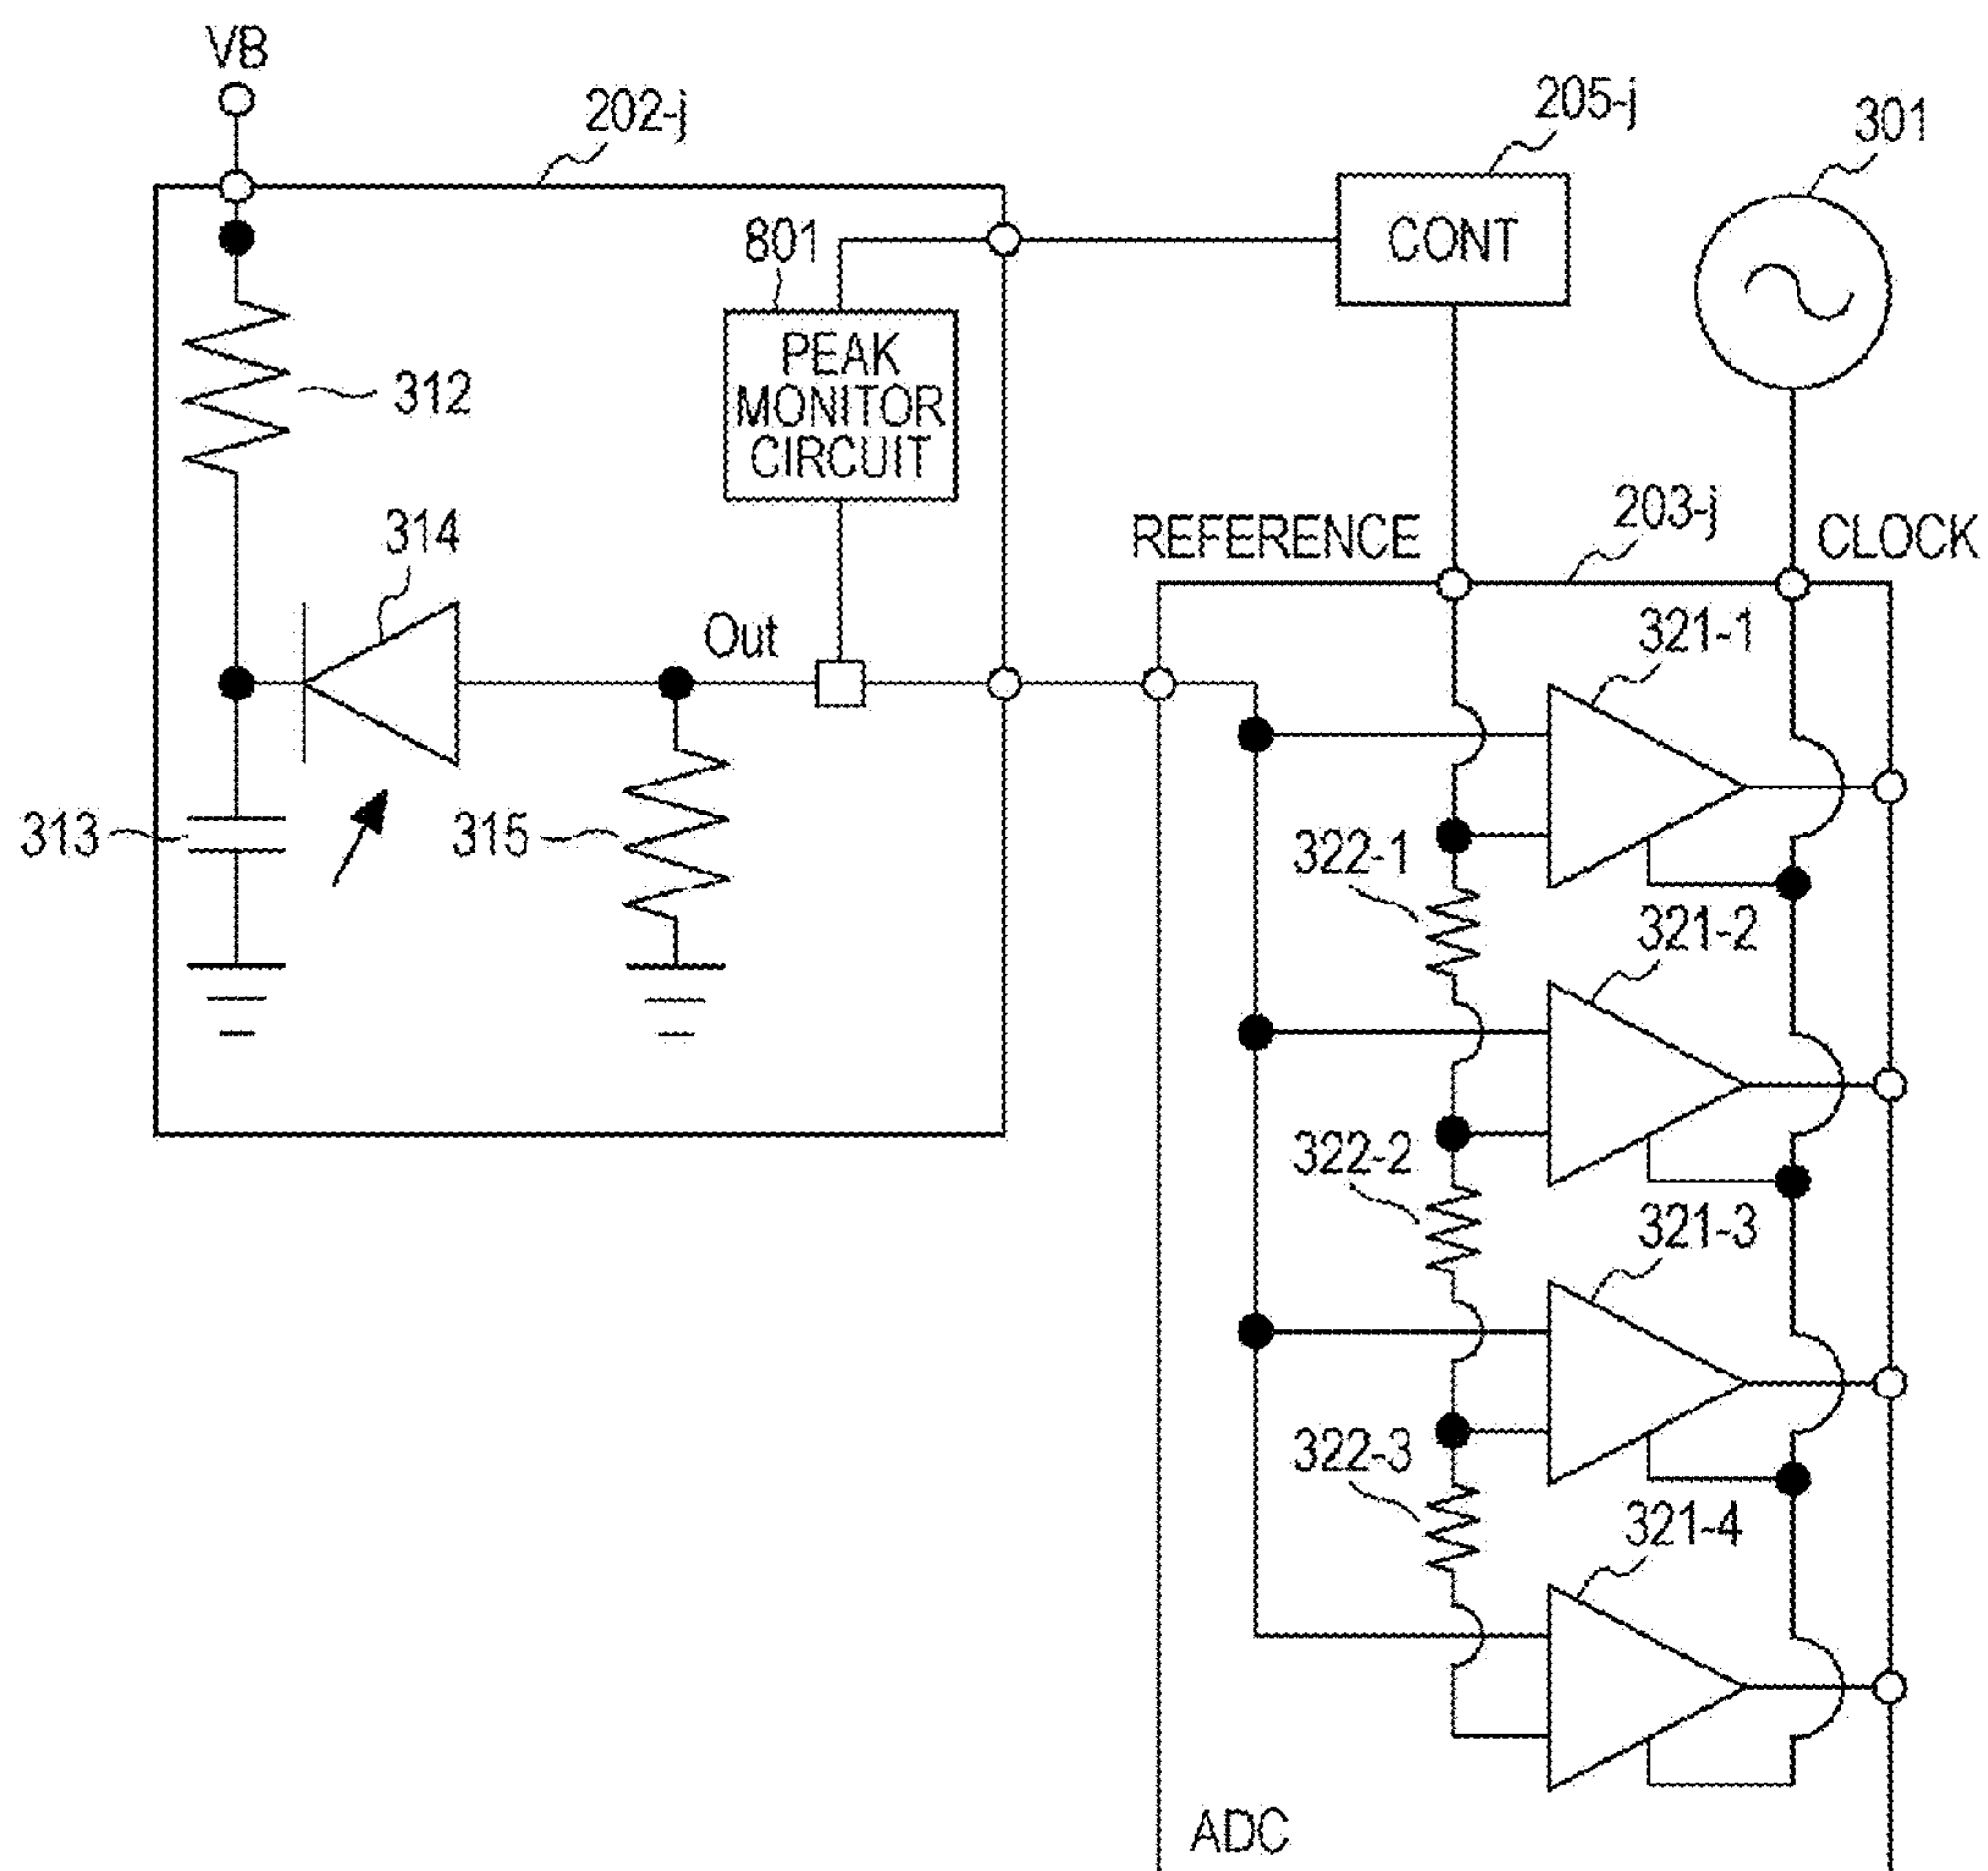 VB
202-j
205-j
301
801
CONT
PEAK
MONITOR
CIRCUIT
312
314
203-j
REFERENCE
CLOCK
Out
321-1
313
315
322-1
321-2
322-2
321-3
322-3
321-4
ADC